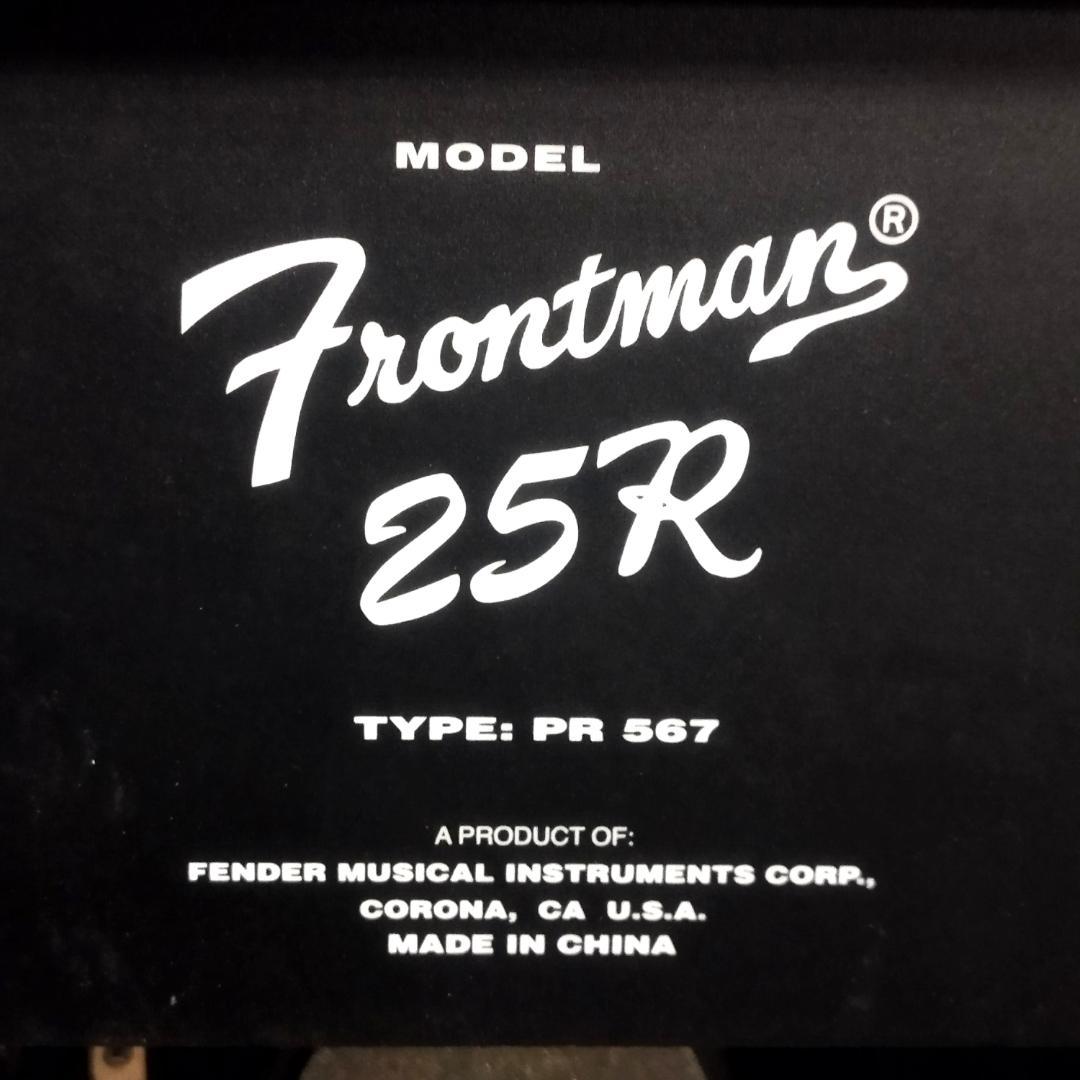 MODEL
Frontman®
25R
TYPE: PR 567
A PRODUCT OF:
FENDER MUSICAL INSTRUMENTS CORP.,
CORONA, CA U.S.A.
MADE IN CHINA